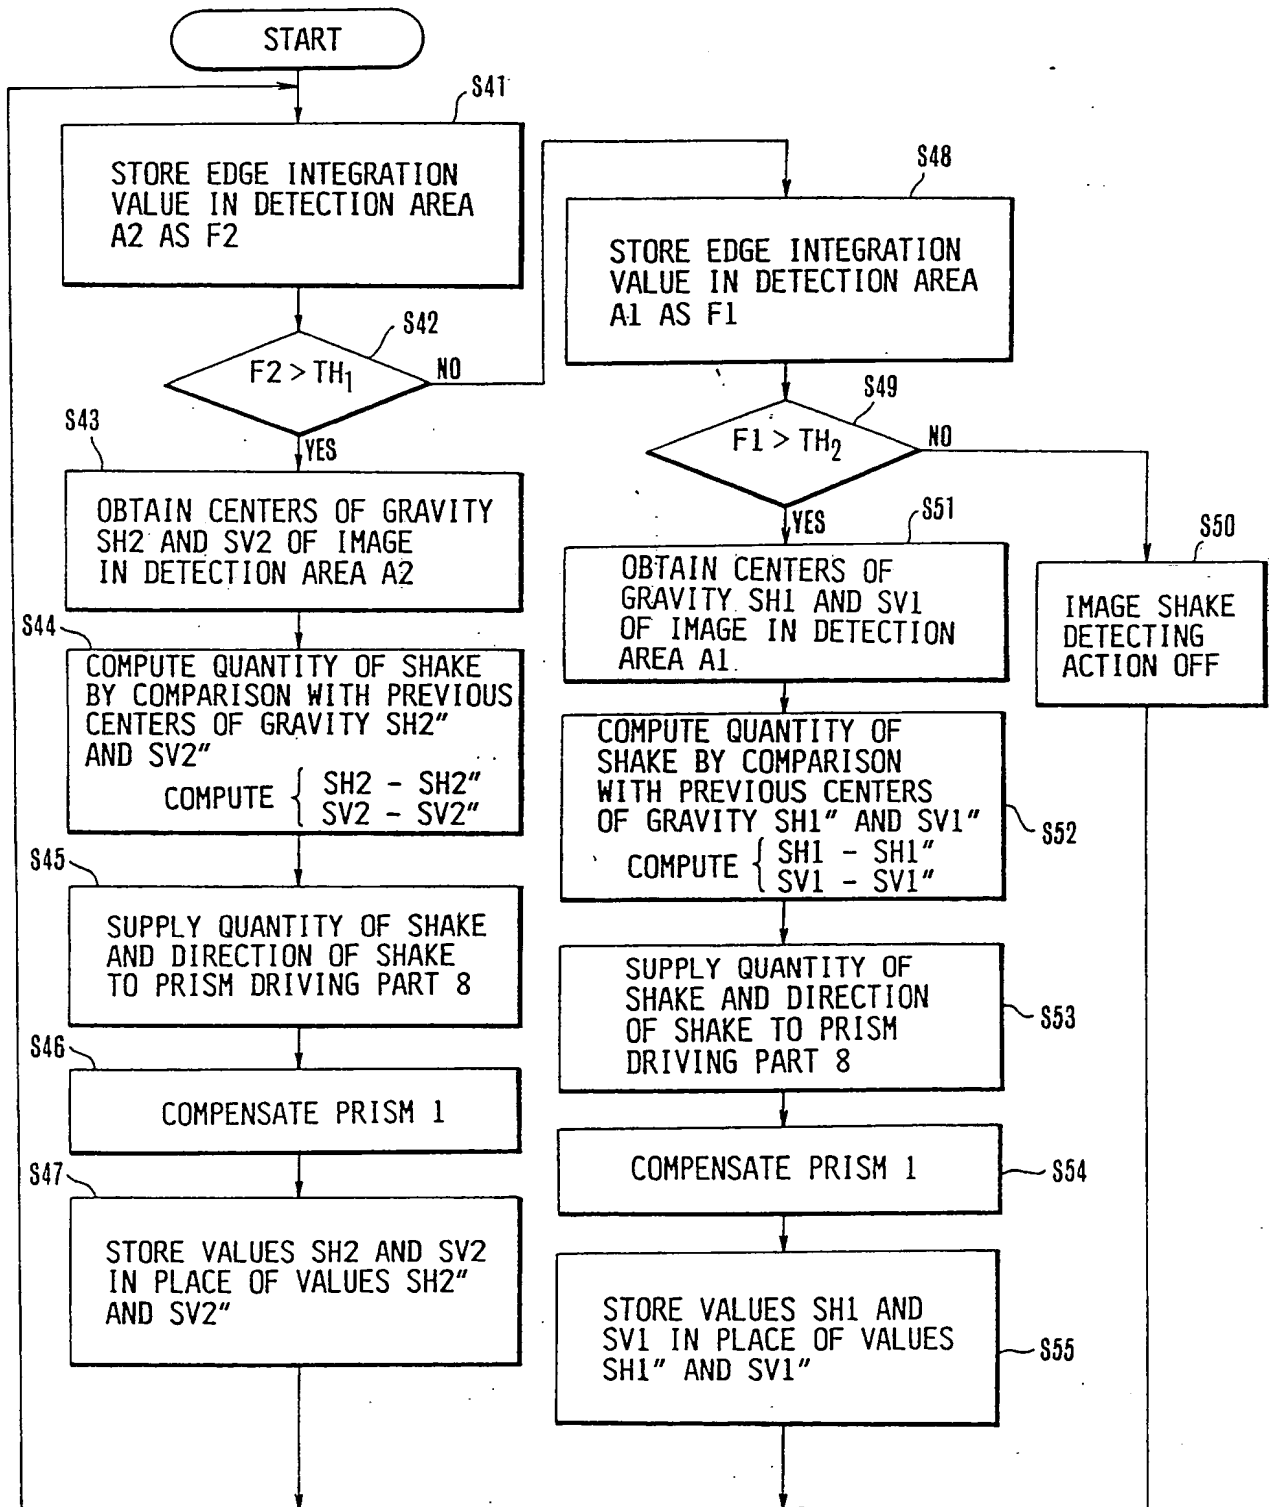 START
S41
STORE EDGE INTEGRATION
VALUE IN DETECTION AREA
A2 AS F2
S42
F2 > TH1
NO
YES
S43
OBTAIN CENTERS OF GRAVITY
SH2 AND SV2 OF IMAGE
IN DETECTION AREA A2
S44
COMPUTE QUANTITY OF SHAKE
BY COMPARISON WITH PREVIOUS
CENTERS OF GRAVITY SH2"
AND SV2"
COMPUTE { SH2 - SH2"
SV2 - SV2"
S45
SUPPLY QUANTITY OF SHAKE
AND DIRECTION OF SHAKE
TO PRISM DRIVING PART 8
S46
COMPENSATE PRISM 1
S47
STORE VALUES SH2 AND SV2
IN PLACE OF VALUES SH2"
AND SV2"
S48
STORE EDGE INTEGRATION
VALUE IN DETECTION AREA
A1 AS F1
S49
F1 > TH2
NO
YES
S51
OBTAIN CENTERS OF
GRAVITY SH1 AND SV1
OF IMAGE IN DETECTION
AREA A1
S50
IMAGE SHAKE
DETECTING
ACTION OFF
COMPUTE QUANTITY OF
SHAKE BY COMPARISON
WITH PREVIOUS CENTERS
OF GRAVITY SH1" AND SV1"
COMPUTE { SH1 - SH1"
SV1 - SV1"
S52
SUPPLY QUANTITY OF
SHAKE AND DIRECTION
OF SHAKE TO PRISM
DRIVING PART 8
S53
COMPENSATE PRISM 1
S54
STORE VALUES SH1 AND
SV1 IN PLACE OF VALUES
SH1" AND SV1"
S55